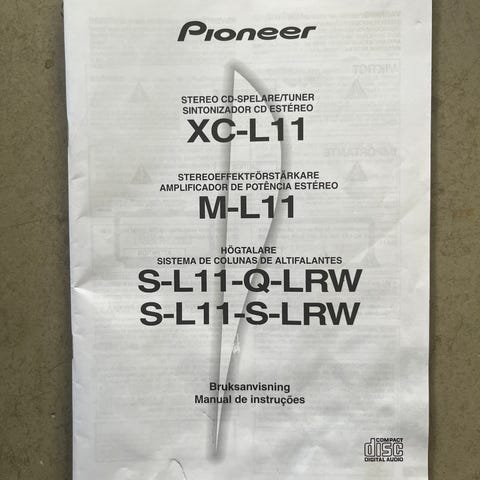 Pioneer
STEREO CD-SPELARE/TUNER
SINTONIZADOR CD ESTÉREO
XC-L11
STEREOEFFEKTFÖRSTÄRKARE
AMPLIFICADOR DE POTÊNCIA ESTÉREO
M-L11
HÖGTALARE
SISTEMA DE COLUNAS DE ALTIFALANTES
S-L11-Q-LRW
S-L11-S-LRW
Bruksanvisning
Manual de instruções
COMPACT
disc
DIGITAL AUDIO